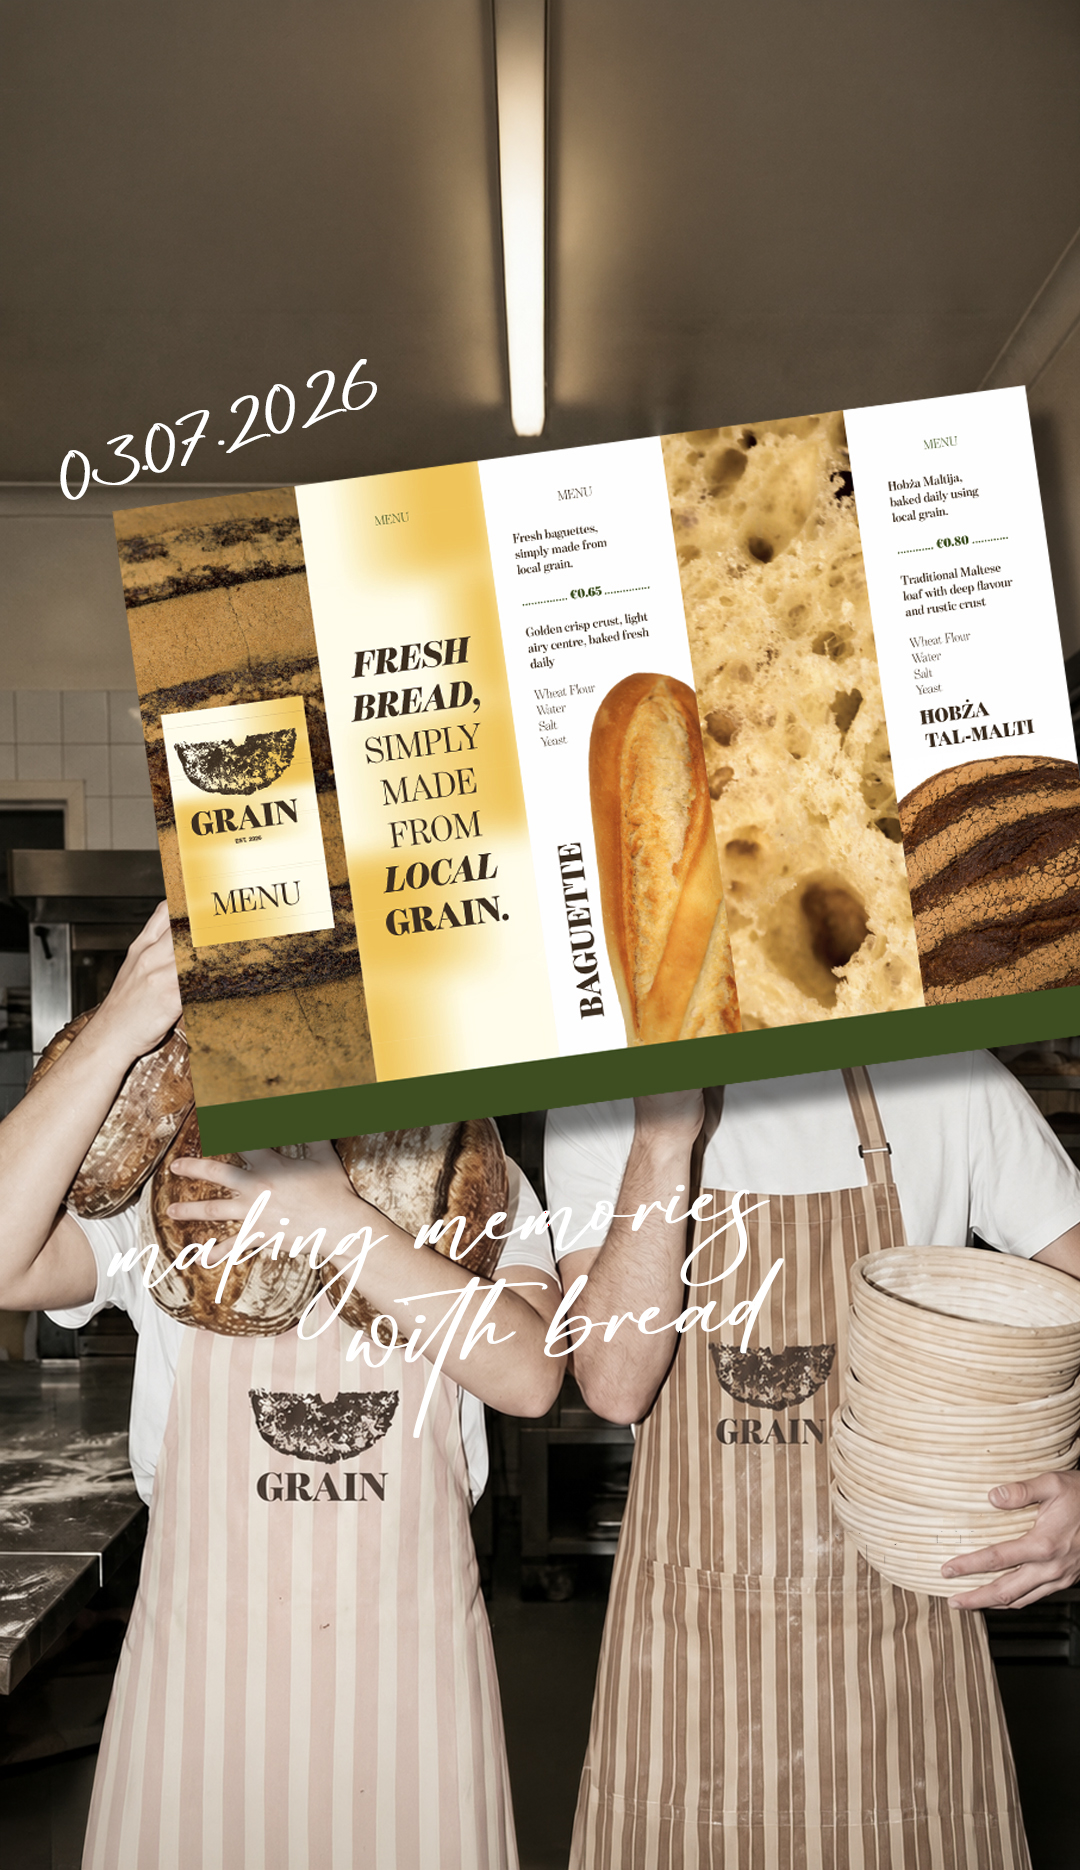 03.07.2026
GRAIN
EST. 2026
MENU
MENU
FRESH
BREAD,
SIMPLY
MADE
FROM
LOCAL
GRAIN.
MENU
Fresh baguettes,
simply made from
local grain.
€0.65
Golden crisp crust, light
airy centre, baked fresh
daily
Wheat Flour
Water
Salt
Yeast
BAGUETTE
MENU
Hobża Maltija,
baked daily using
local grain.
€0.80
Traditional Maltese
loaf with deep flavour
and rustic crust
Wheat Flour
Water
Salt
Yeast
HOBŻA
TAL-MALTI
making memories
with bread
GRAIN
GRAIN